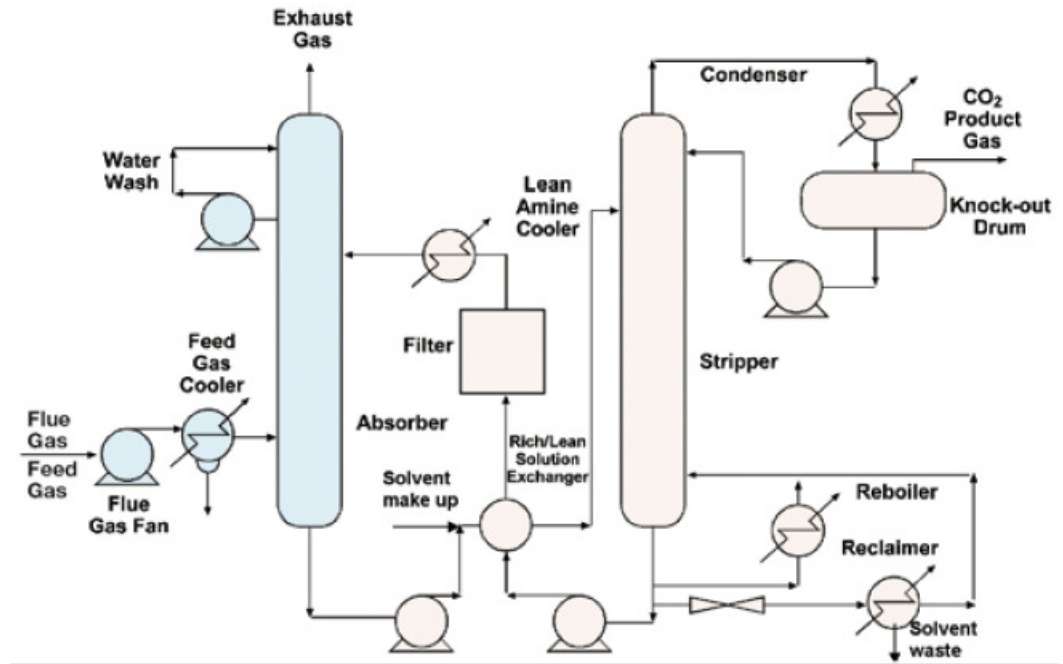 Exhaust
Gas
Condenser
CO₂
Product
Gas
Water
Wash
Lean
Amine
Cooler
Knock-out
Drum
Feed
Gas
Cooler
Filter
Stripper
Flue
Gas
Feed
Gas
Flue
Gas Fan
Absorber
Rich/Lean
Solution
Exchanger
Solvent
make up
Reboiler
Reclaimer
Solvent
waste